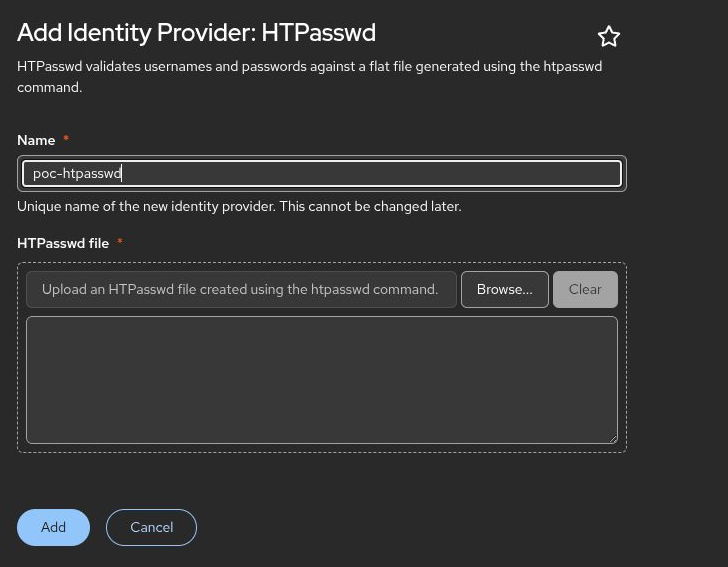 Add Identity Provider: HTPasswd
HTPasswd validates usernames and passwords against a flat file generated using the htpasswd
command.
Name *
poc-htpasswd
Unique name of the new identity provider. This cannot be changed later.
HTPasswd file *
Upload an HTPasswd file created using the htpasswd command. Browse... Clear
Add Cancel